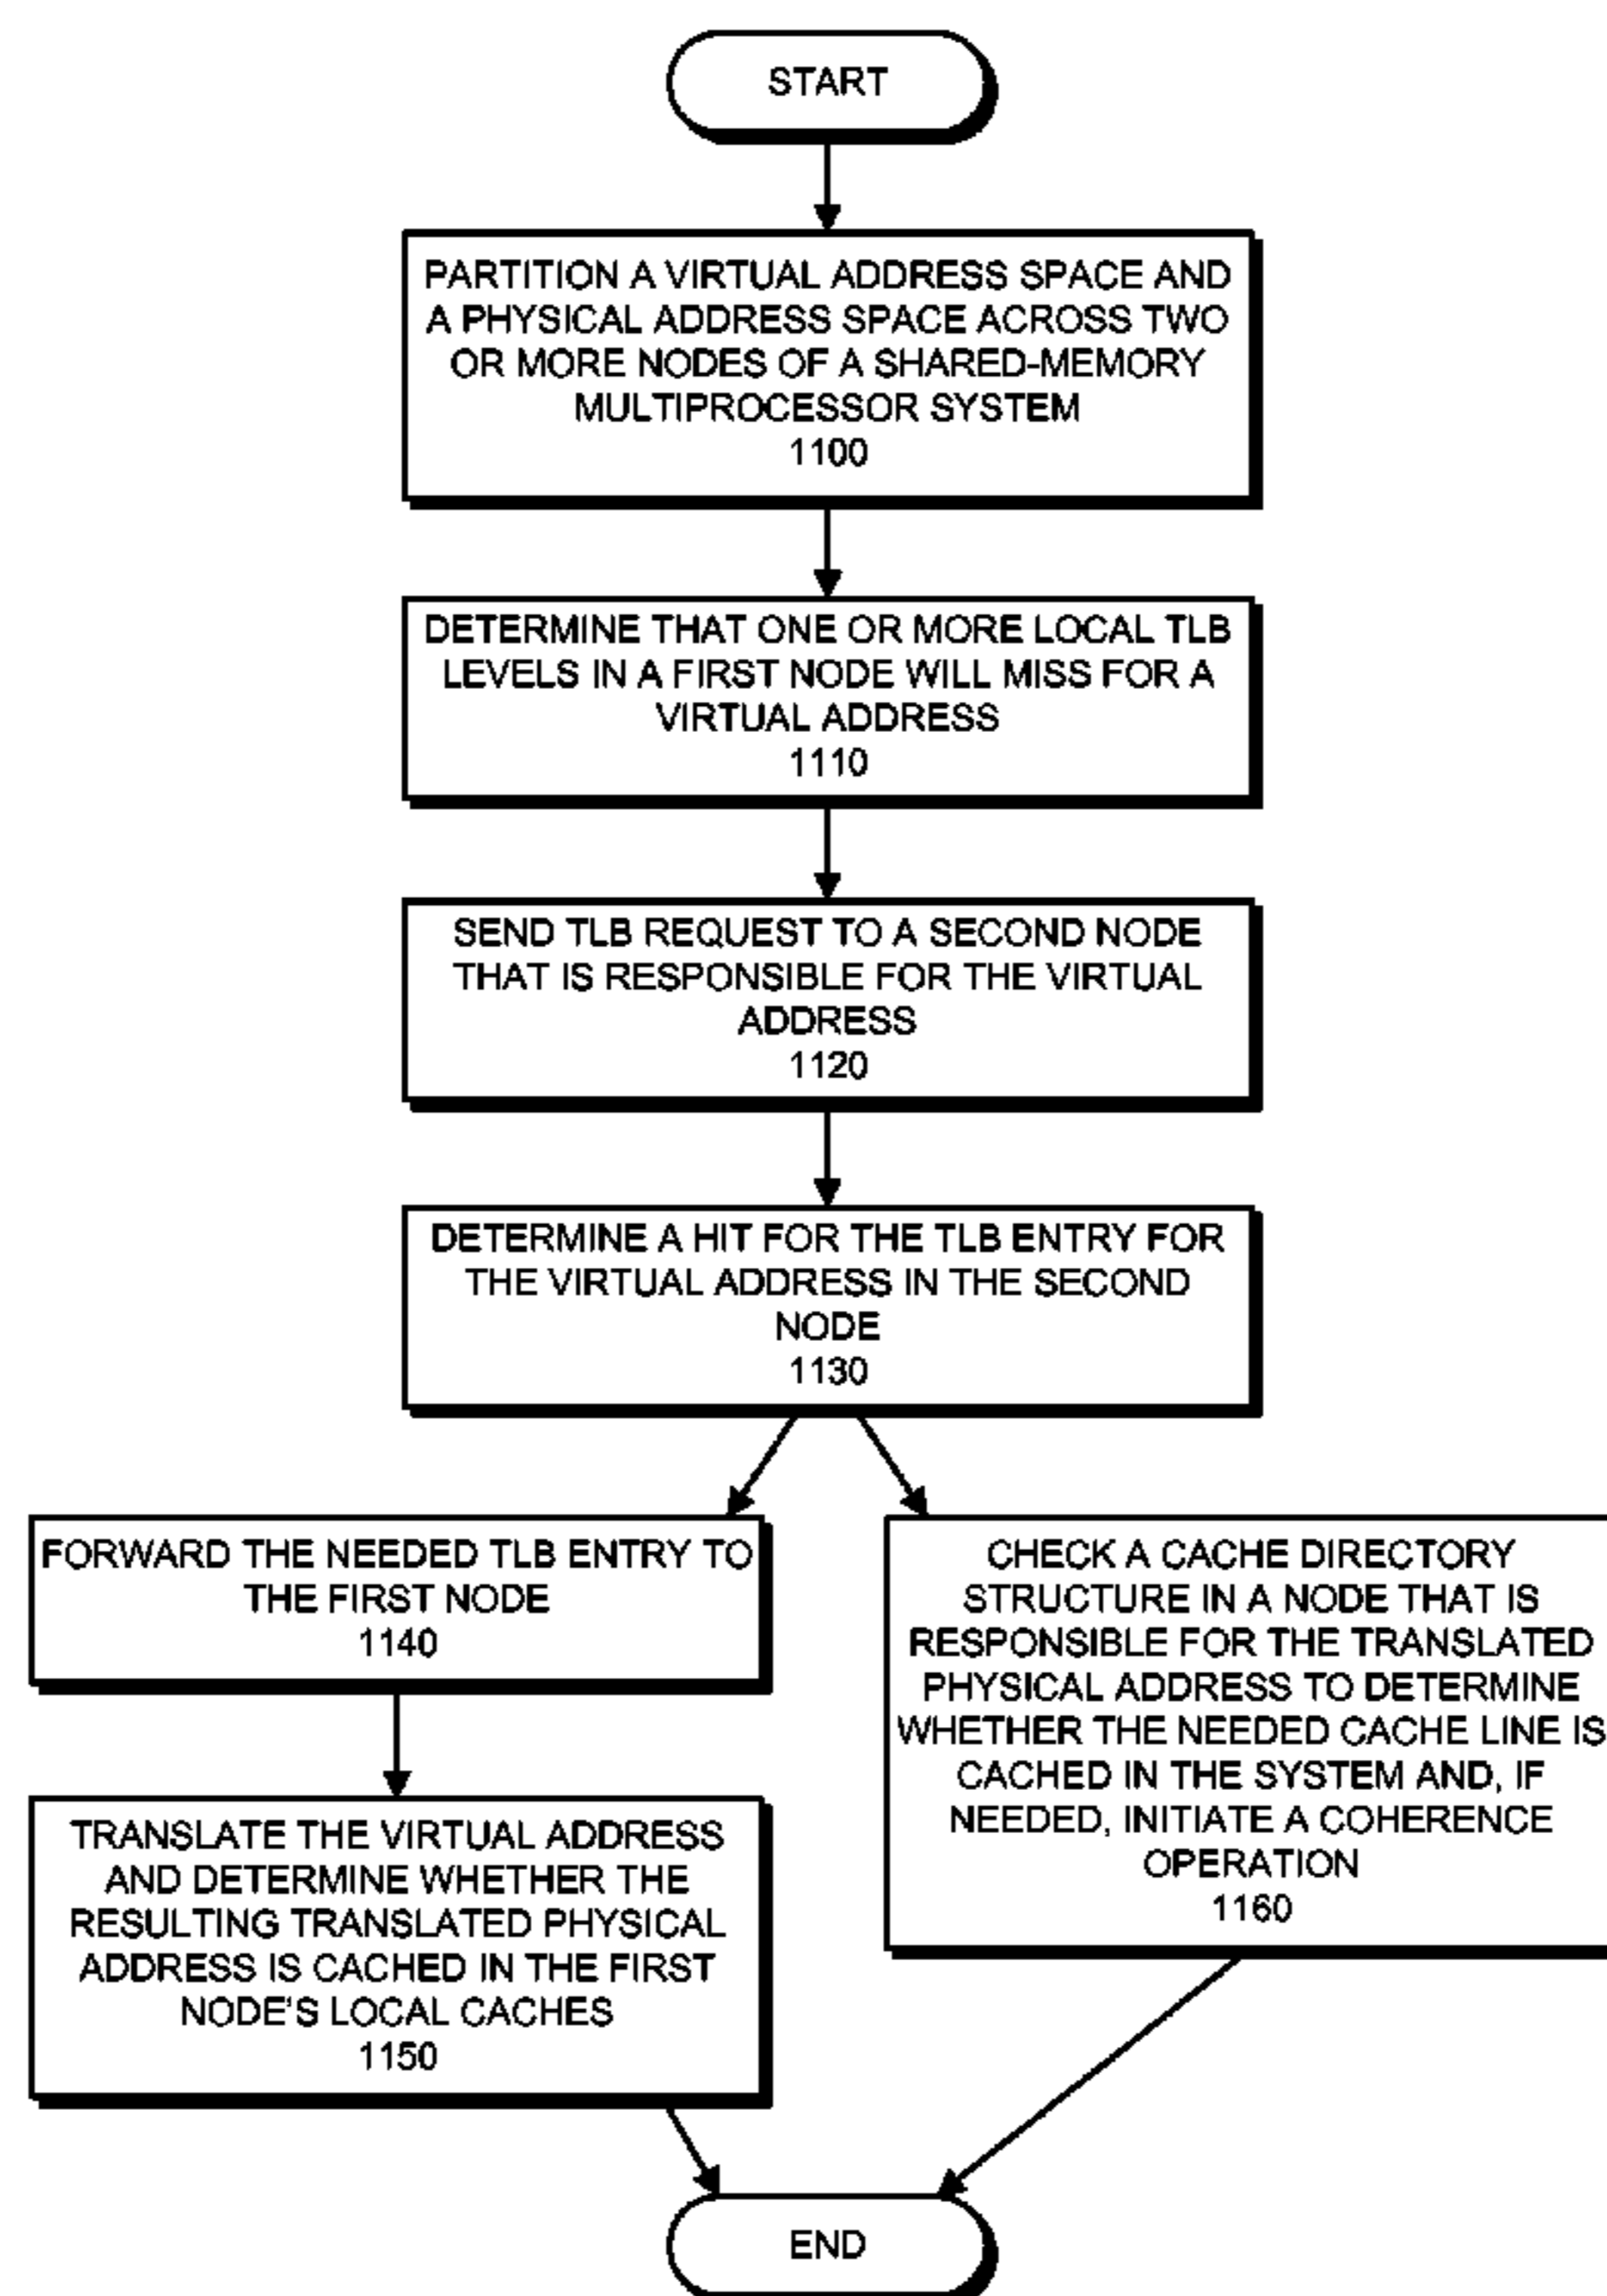 START
PARTITION A VIRTUAL ADDRESS SPACE AND
A PHYSICAL ADDRESS SPACE ACROSS TWO
OR MORE NODES OF A SHARED-MEMORY
MULTIPROCESSOR SYSTEM
1100
DETERMINE THAT ONE OR MORE LOCAL TLB
LEVELS IN A FIRST NODE WILL MISS FOR A
VIRTUAL ADDRESS
1110
SEND TLB REQUEST TO A SECOND NODE
THAT IS RESPONSIBLE FOR THE VIRTUAL
ADDRESS
1120
DETERMINE A HIT FOR THE TLB ENTRY FOR
THE VIRTUAL ADDRESS IN THE SECOND
NODE
1130
FORWARD THE NEEDED TLB ENTRY TO
THE FIRST NODE
1140
TRANSLATE THE VIRTUAL ADDRESS
AND DETERMINE WHETHER THE
RESULTING TRANSLATED PHYSICAL
ADDRESS IS CACHED IN THE FIRST
NODE'S LOCAL CACHES
1150
CHECK A CACHE DIRECTORY
STRUCTURE IN A NODE THAT IS
RESPONSIBLE FOR THE TRANSLATED
PHYSICAL ADDRESS TO DETERMINE
WHETHER THE NEEDED CACHE LINE IS
CACHED IN THE SYSTEM AND, IF
NEEDED, INITIATE A COHERENCE
OPERATION
1160
END